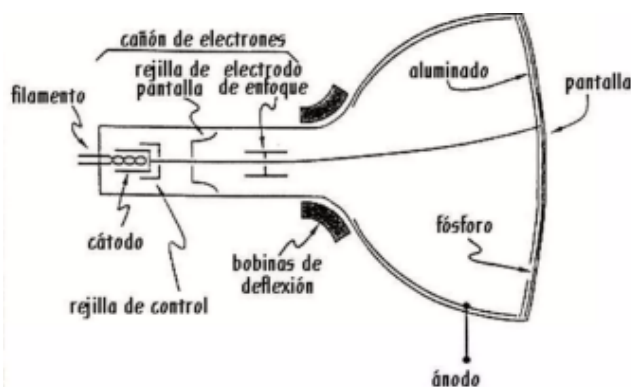 cañón de electrones
rejilla de
pantalla
electrodo
de enfoque
filamento
aluminado
pantalla
cátodo
fósforo
bobinas de
deflexión
rejilla de control
ánodo